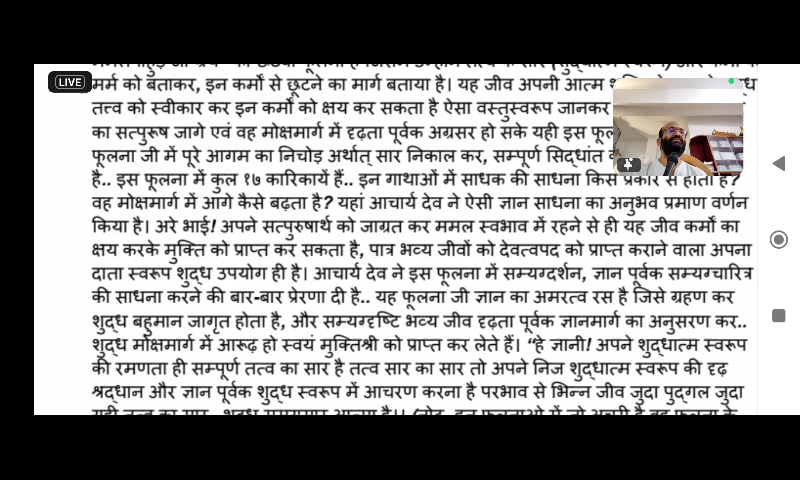 LIVE
मर्म को बताकर, इन कर्मों से छूटने का मार्ग बताया है। यह जीव अपनी आत्म
तत्त्व को स्वीकार कर इन कर्मों को क्षय कर सकता है ऐसा वस्तुस्वरूप जानकर
का सत्पुरूष जागे एवं वह मोक्षमार्ग में दृढ़ता पूर्वक अग्रसर हो सके यही इस
फूलना जी में पूरे आगम का निचोड़ अर्थात् सार निकाल कर, सम्पूर्ण सिद्धांत
है.. इस फूलना में कुल १७ कारिकायें हैं.. इन गाथाओं में साधक की साधना किस प्रकार से होती है?
वह मोक्षमार्ग में आगे कैसे बढ़ता है? यहां आचार्य देव ने ऐसी ज्ञान साधना का अनुभव प्रमाण वर्णन
किया है। अरे भाई! अपने सत्पुरुषार्थ को जाग्रत कर ममल स्वभाव में रहने से ही यह जीव कर्मों का
क्षय करके मुक्ति को प्राप्त कर सकता है, पात्र भव्य जीवों को देवत्वपद को प्राप्त कराने वाला अपना
दाता स्वरूप शुद्ध उपयोग ही है। आचार्य देव ने इस फूलना में सम्यग्दर्शन, ज्ञान पूर्वक सम्यग्चारित्र
की साधना करने की बार-बार प्रेरणा दी है.. यह फूलना जी ज्ञान का अमरत्व रस है जिसे ग्रहण कर
शुद्ध बहुमान जागृत होता है, और सम्यग्दृष्टि भव्य जीव दृढ़ता पूर्वक ज्ञानमार्ग का अनुसरण कर..
शुद्ध मोक्षमार्ग में आरूढ़ हो स्वयं मुक्तिश्री को प्राप्त कर लेते हैं। “हे ज्ञानी! अपने शुद्धात्म स्वरूप
की रमणता ही सम्पूर्ण तत्व का सार है तत्व सार का सार तो अपने निज शुद्धात्म स्वरूप की दृढ़
श्रद्धान और ज्ञान पूर्वक शुद्ध स्वरूप में आचरण करना है परभाव से भिन्न जीव जुदा पुद्गल जुदा